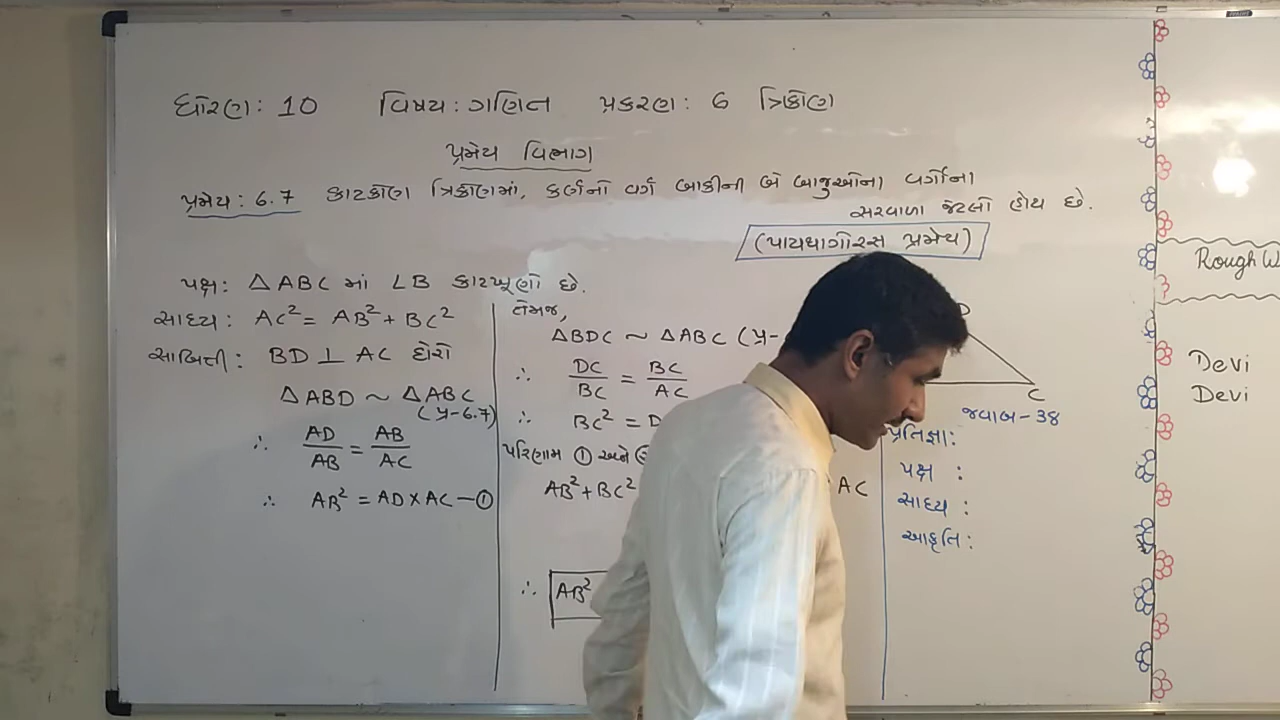 ધોરણ: 10 વિષય: ગણિત પ્રકરણ: 6 ત્રિકોણ
પ્રમેય વિભાગ
પ્રમેય: 6.7 કાટકોણ ત્રિકોણમાં, કર્ણનો વર્ગ બાકીની બે બાજુઓના વર્ગોના
સરવાળા જેટલો હોય છે.
(પાયથાગોરસ પ્રમેય)
પક્ષ: △ABC માં ∠B કાટખૂણો છે.
સાધ્ય: AC² = AB² + BC²
સાબિતી: BD ⊥ AC દોરો
△ABD ~ △ABC
(પ્ર-6.7)
∴ AD/AB = AB/AC
∴ AB² = AD × AC —①
તેમજ,
△BDC ~ △ABC (પ્ર-
∴ DC/BC = BC/AC
∴ BC² = D
પરિણામ ① અને
AB² + BC²
AC
∴ AB²
D
C
જવાબ-38
પ્રતિજ્ઞા:
પક્ષ :
સાધ્ય :
આકૃતિ:
Rough W
Devi
Devi